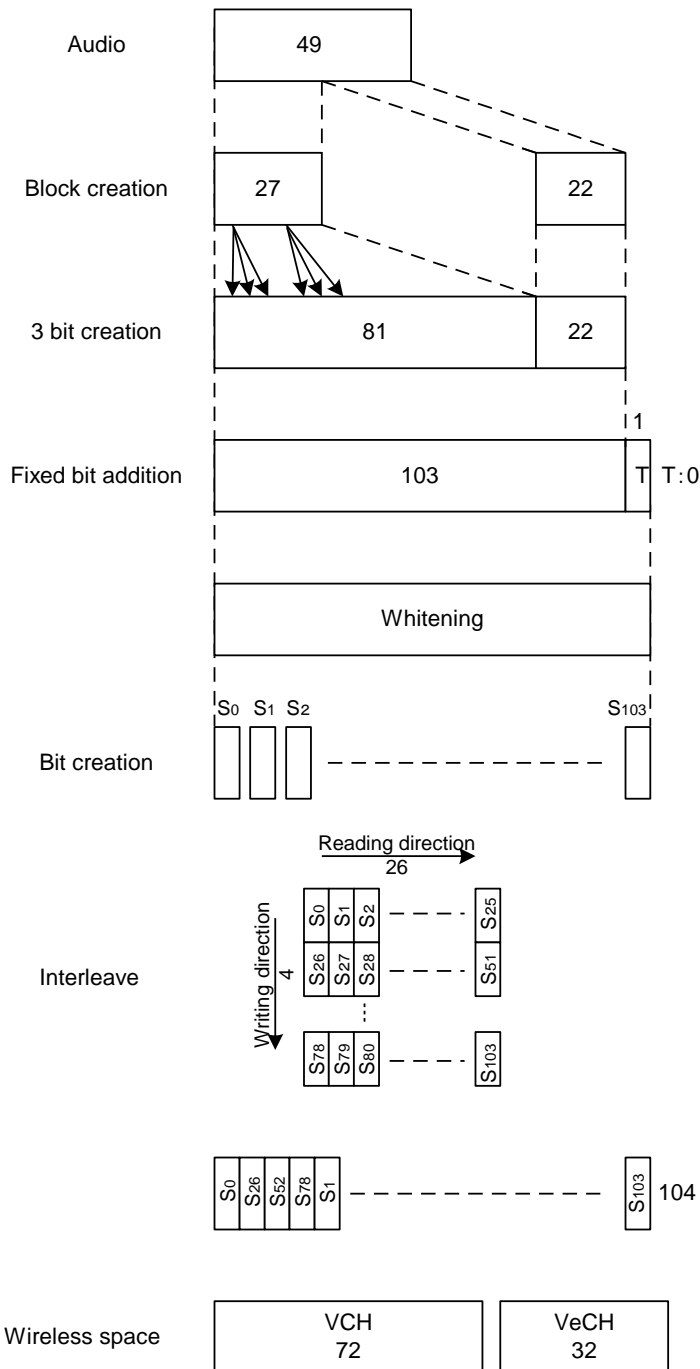 Audio
49
Block creation
27
22
3 bit creation
81
22
1
Fixed bit addition
103
T
T:0
Whitening
S0 S1 S2 S103
Bit creation
Reading direction
26
Writing direction
4
Interleave
S0 S1 S2 S25
S26 S27 S28 S51
S78 S79 S80 S103
S0 S26 S52 S78 S1 S103
104
Wireless space
VCH
72
VeCH
32